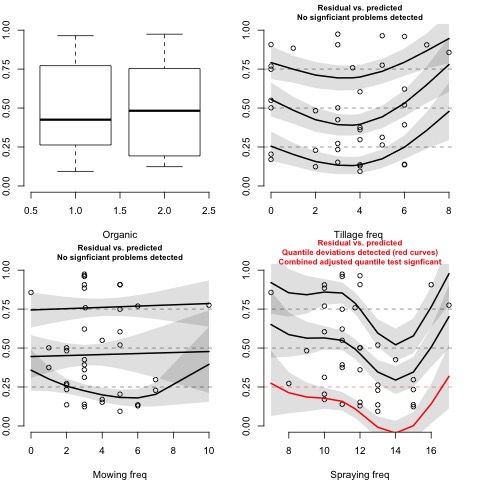 0.00 0.25 0.50 0.75 1.00
0.5 1.0 1.5 2.0 2.5
Organic
Residual vs. predicted
No signficiant problems detected
0.00 0.25 0.50 0.75 1.00
0 2 4 6 8
Tillage freq
Residual vs. predicted
No signficiant problems detected
0.00 0.25 0.50 0.75 1.00
0 2 4 6 8 10
Mowing freq
Residual vs. predicted
Quantile deviations detected (red curves)
Combined adjusted quantile test signficant
0.00 0.25 0.50 0.75 1.00
8 10 12 14 16
Spraying freq